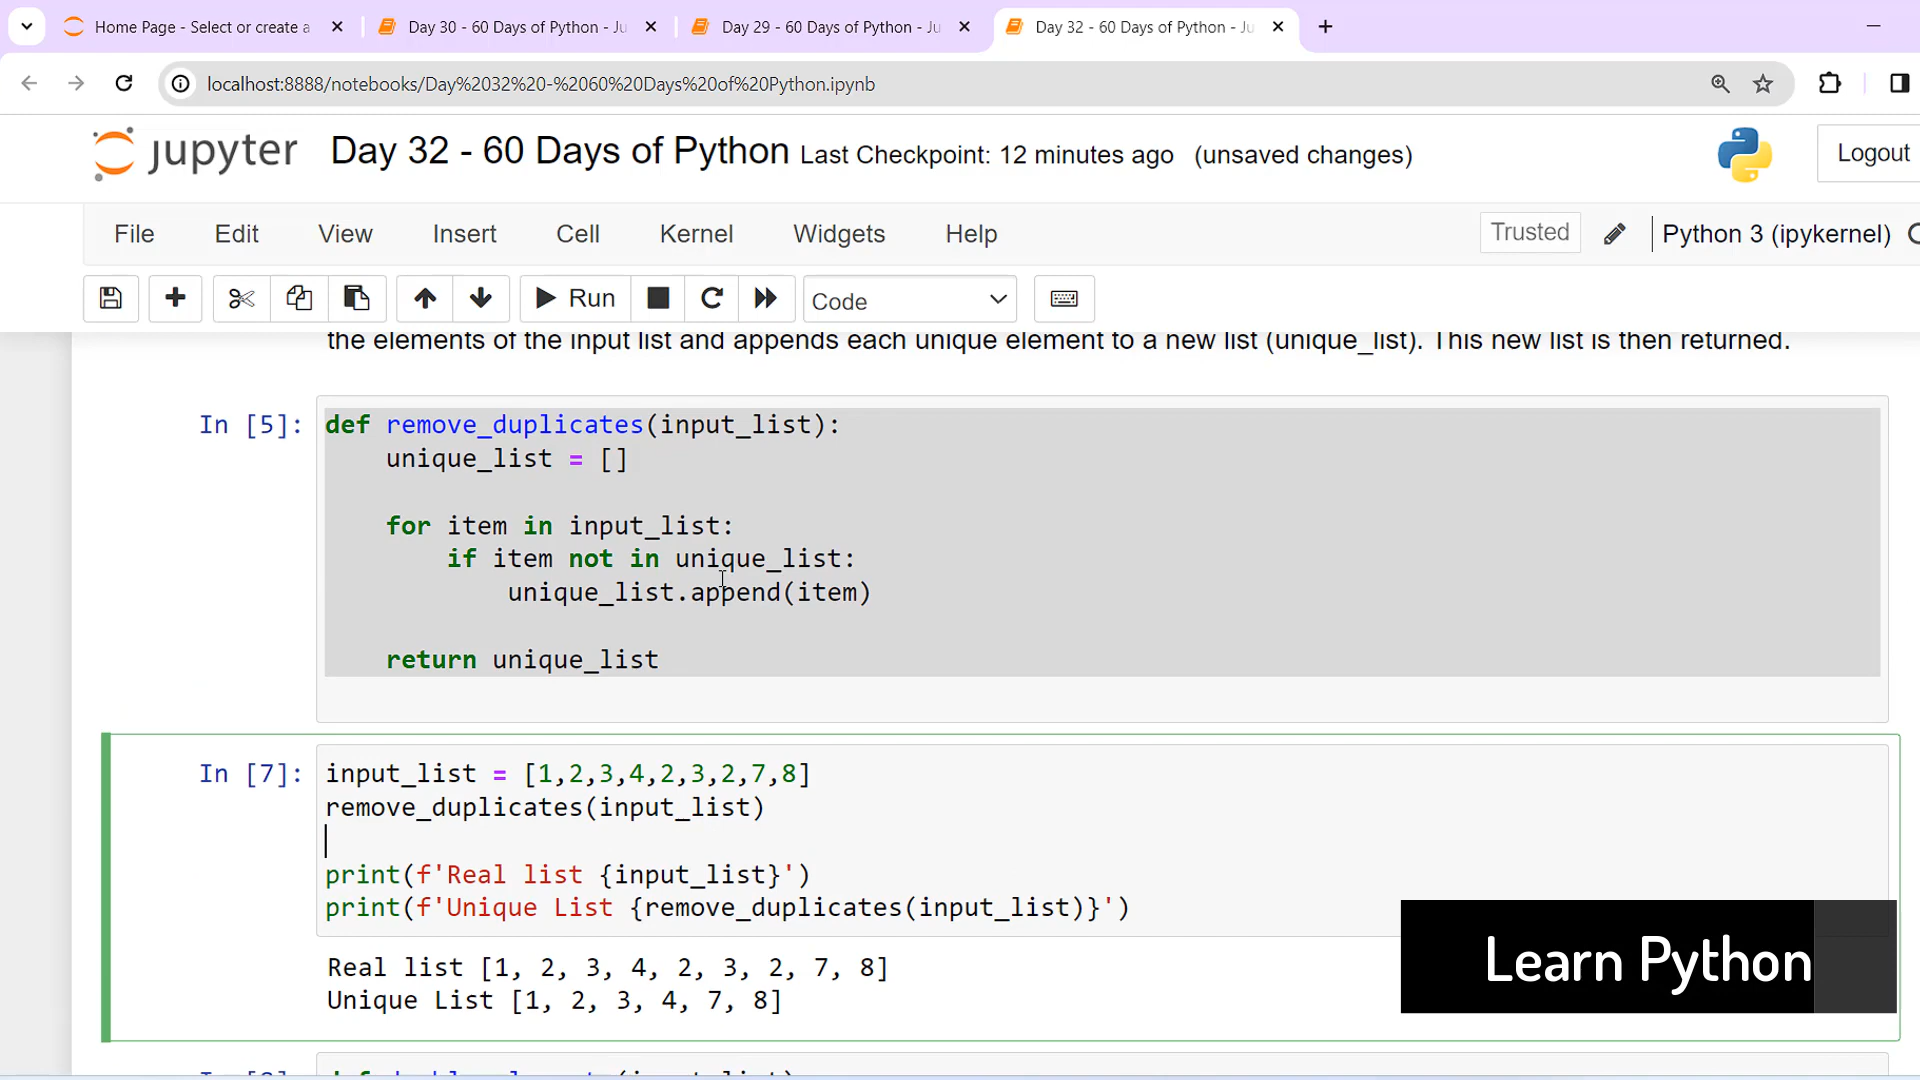 Home Page - Select or create a
Day 30 - 60 Days of Python - Ju
Day 29 - 60 Days of Python - Ju
Day 32 - 60 Days of Python - Ju
localhost:8888/notebooks/Day%2032%20-%2060%20Days%20of%20Python.ipynb
jupyter Day 32 - 60 Days of Python Last Checkpoint: 12 minutes ago (unsaved changes)
Logout
File Edit View Insert Cell Kernel Widgets Help
Trusted
Python 3 (ipykernel)
Run
Code
the elements of the input list and appends each unique element to a new list (unique_list). This new list is then returned.
In [5]: def remove_duplicates(input_list):
    unique_list = []
    for item in input_list:
        if item not in unique_list:
            unique_list.append(item)
    return unique_list
In [7]: input_list = [1,2,3,4,2,3,2,7,8]
remove_duplicates(input_list)
print(f'Real list {input_list}')
print(f'Unique List {remove_duplicates(input_list)}')
Real list [1, 2, 3, 4, 2, 3, 2, 7, 8]
Unique List [1, 2, 3, 4, 7, 8]
Learn Python